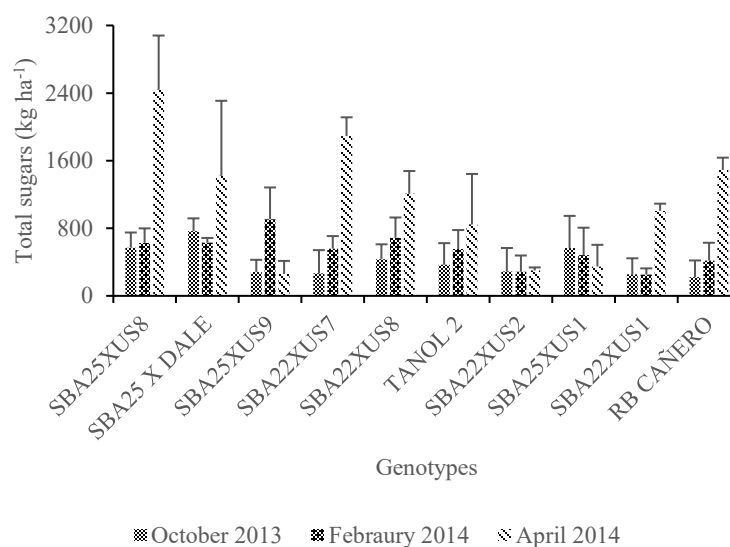 3200
2400
1600
800
0
Total sugars (kg ha⁻¹)
SBA25XUS8
SBA25 X DALE
SBA25XUS9
SBA22XUS7
SBA22XUS8
TANOL 2
SBA22XUS2
SBA25XUS1
SBA22XUS1
RB CAÑERO
Genotypes
October 2013
Febraury 2014
April 2014